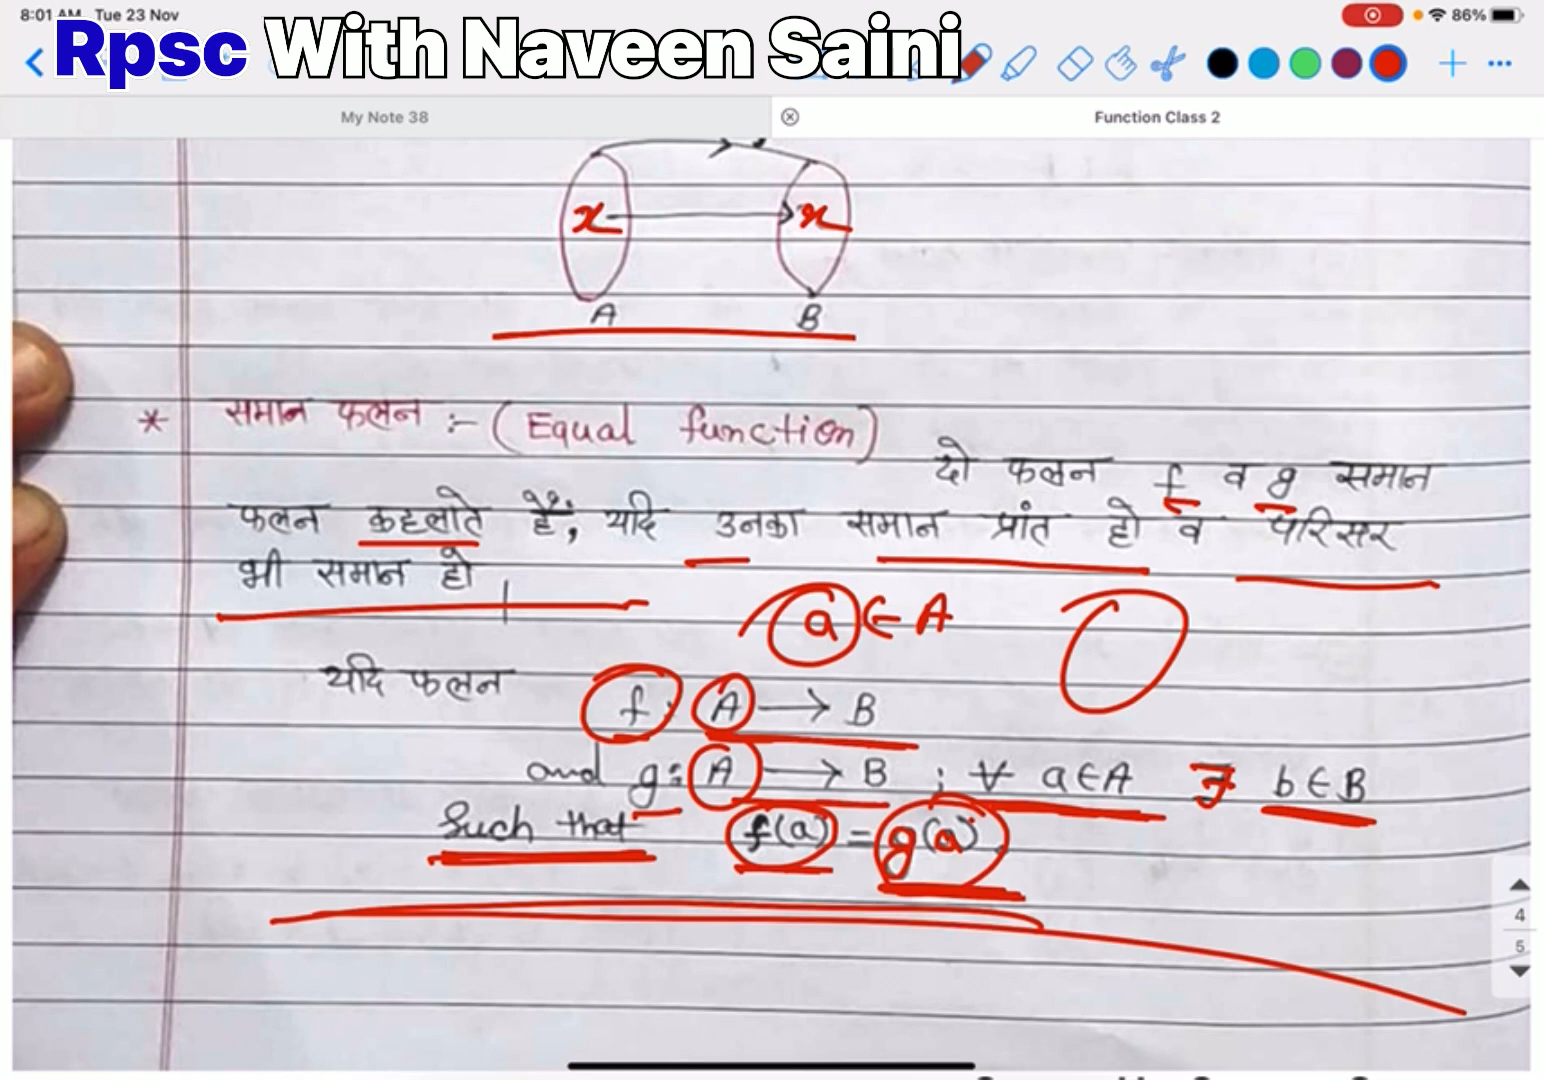 8:01 AM Tue 23 Nov
86%
Rpsc With Naveen Saini
My Note 38
Function Class 2
x x
A B
* समान फलन :- (Equal function)
दो फलन f व g समान
फलन कहलाते हैं, यदि उनका समान प्रांत हो व परिसर
भी समान हो |
a ∈ A
यदि फलन f: A → B
and g: A → B ; ∀ a∈A ∃ b∈B
Such that f(a) = g(a)
4
5